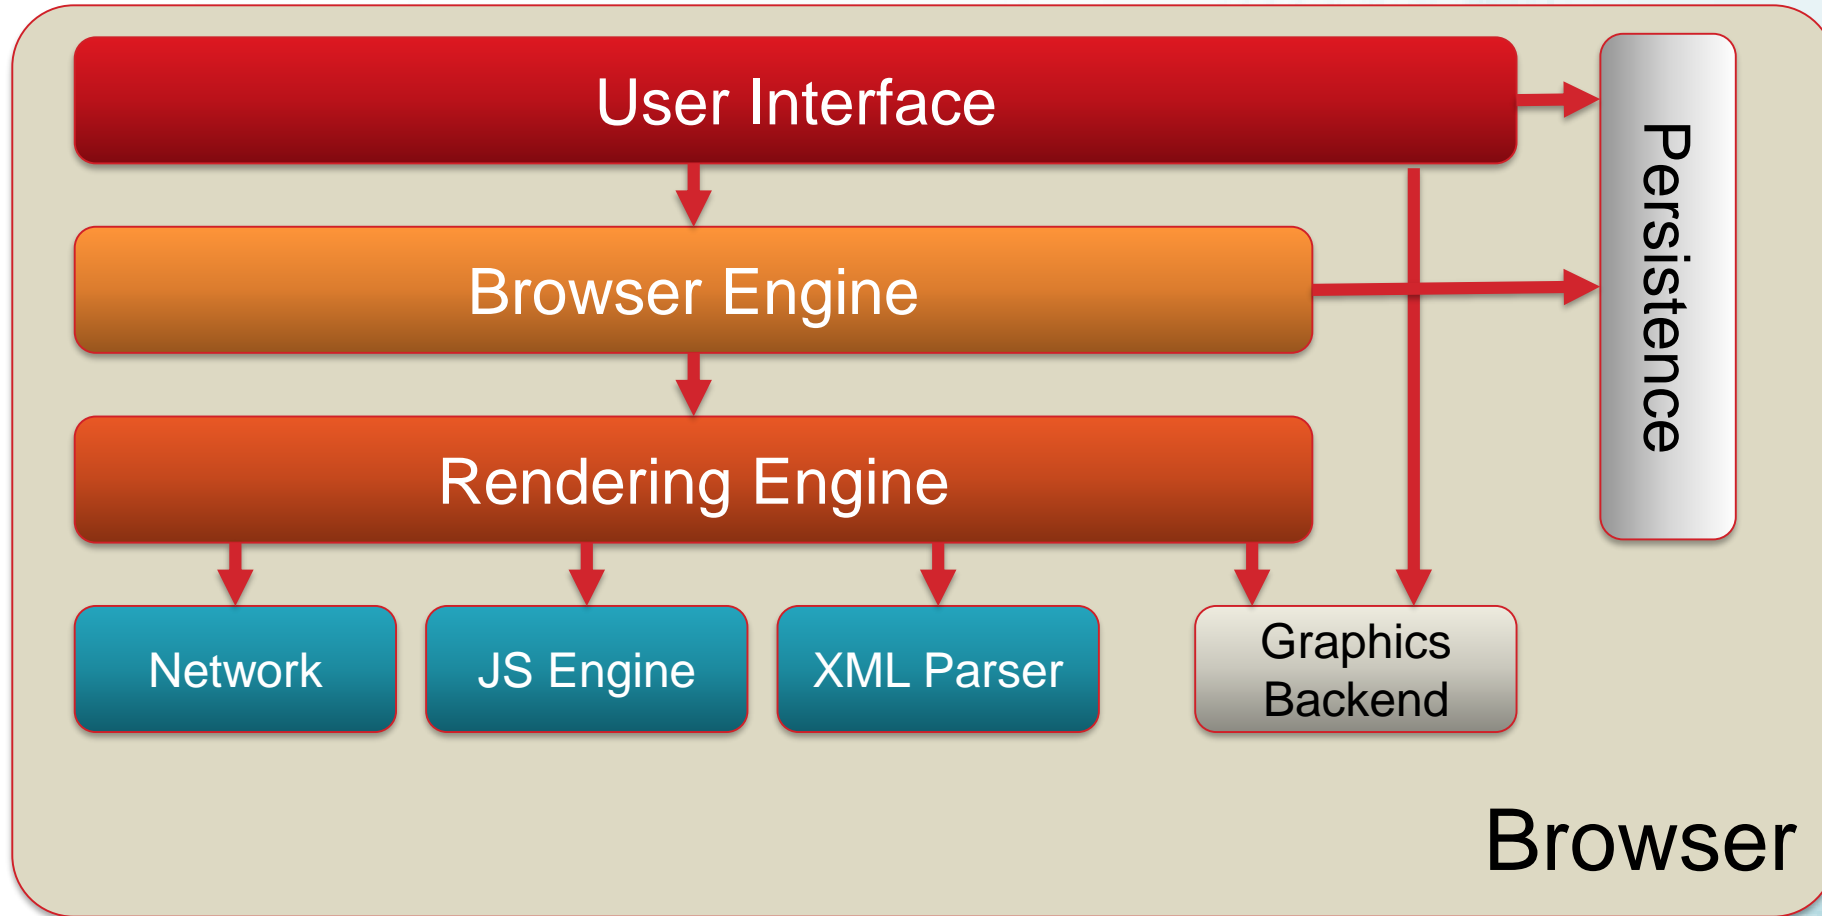 User Interface
Persistence
Browser Engine
Rendering Engine
Network
JS Engine
XML Parser
Graphics
Backend
Browser